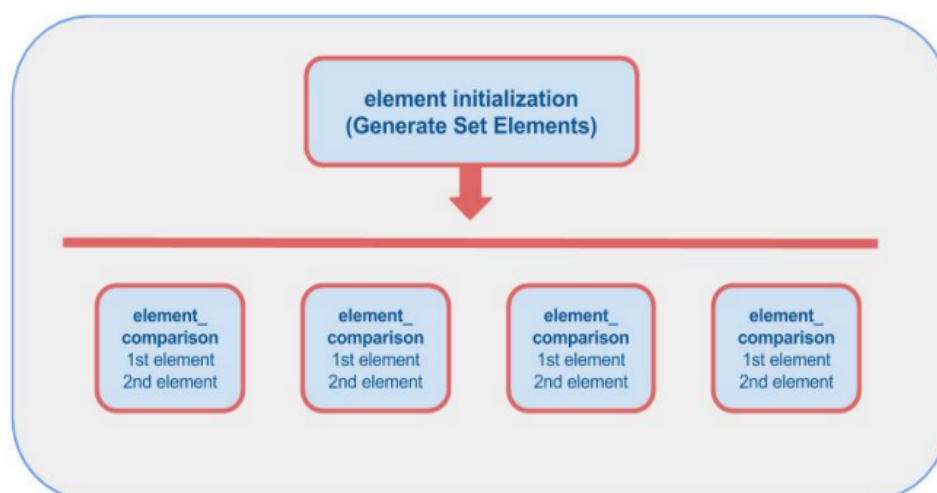 element initialization
(Generate Set Elements)
element_
comparison
1st element
2nd element
element_
comparison
1st element
2nd element
element_
comparison
1st element
2nd element
element_
comparison
1st element
2nd element